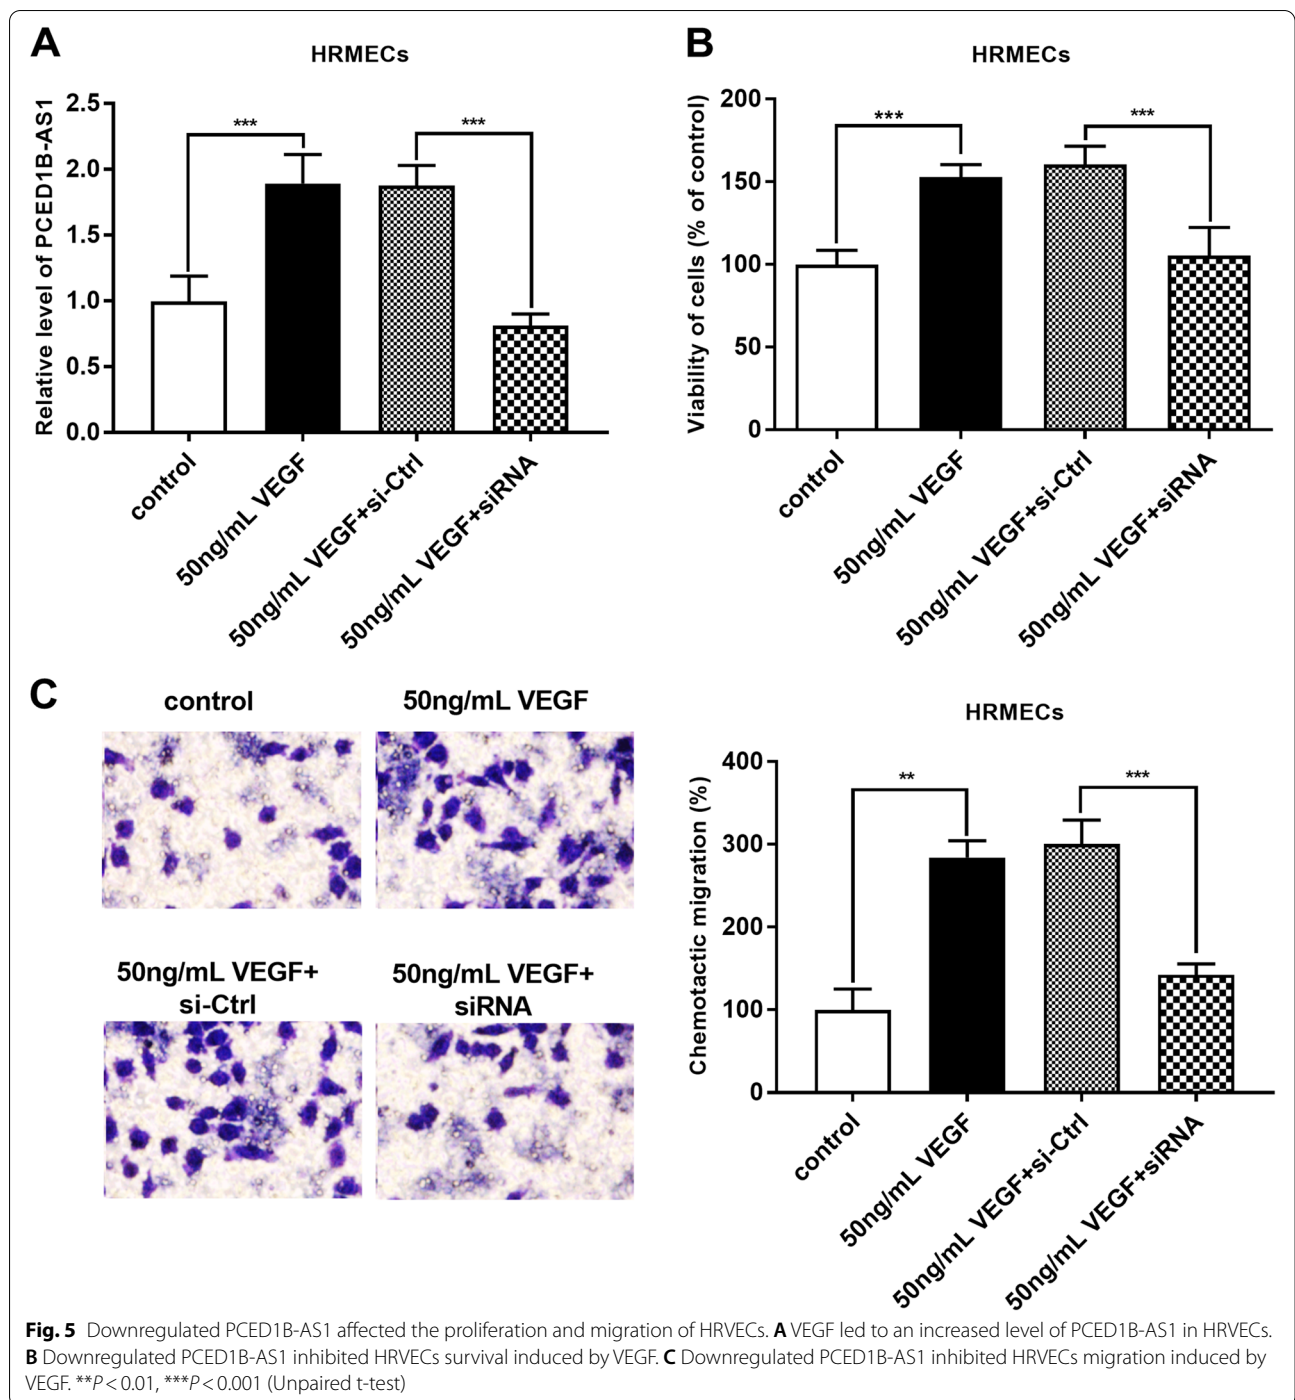 A
HRMECs
Relative level of PCED1B-AS1
2.5
2.0
1.5
1.0
0.5
0.0
***
***
control
50ng/mL VEGF
50ng/mL VEGF+si-Ctrl
50ng/mL VEGF+siRNA
B
HRMECs
Viability of cells (% of control)
200
150
100
50
0
***
***
control
50ng/mL VEGF
50ng/mL VEGF+si-Ctrl
50ng/mL VEGF+siRNA
C
control
50ng/mL VEGF
50ng/mL VEGF+
si-Ctrl
50ng/mL VEGF+
siRNA
HRMECs
Chemotactic migration (%)
400
300
200
100
0
**
***
control
50ng/mL VEGF
50ng/mL VEGF+si-Ctrl
50ng/mL VEGF+siRNA
Fig. 5 Downregulated PCED1B-AS1 affected the proliferation and migration of HRVECs. A VEGF led to an increased level of PCED1B-AS1 in HRVECs.
B Downregulated PCED1B-AS1 inhibited HRVECs survival induced by VEGF. C Downregulated PCED1B-AS1 inhibited HRVECs migration induced by
VEGF. **P < 0.01, ***P < 0.001 (Unpaired t-test)